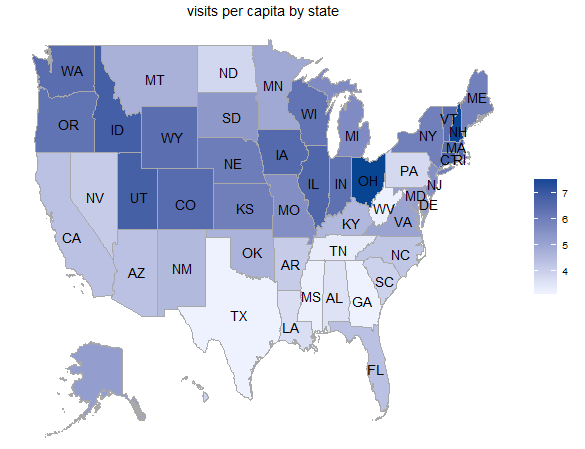 visits per capita by state
WA
MT
ND
MN
ME
OR
ID
WY
SD
WI
MI
VT
NH
NY
MA
CT
RI
NE
IA
PA
NV
UT
CO
KS
IL
IN
OH
NJ
MO
WV
MD
DE
KY
VA
CA
AZ
NM
OK
AR
TN
NC
SC
TX
MS
AL
GA
LA
FL
7
6
5
4